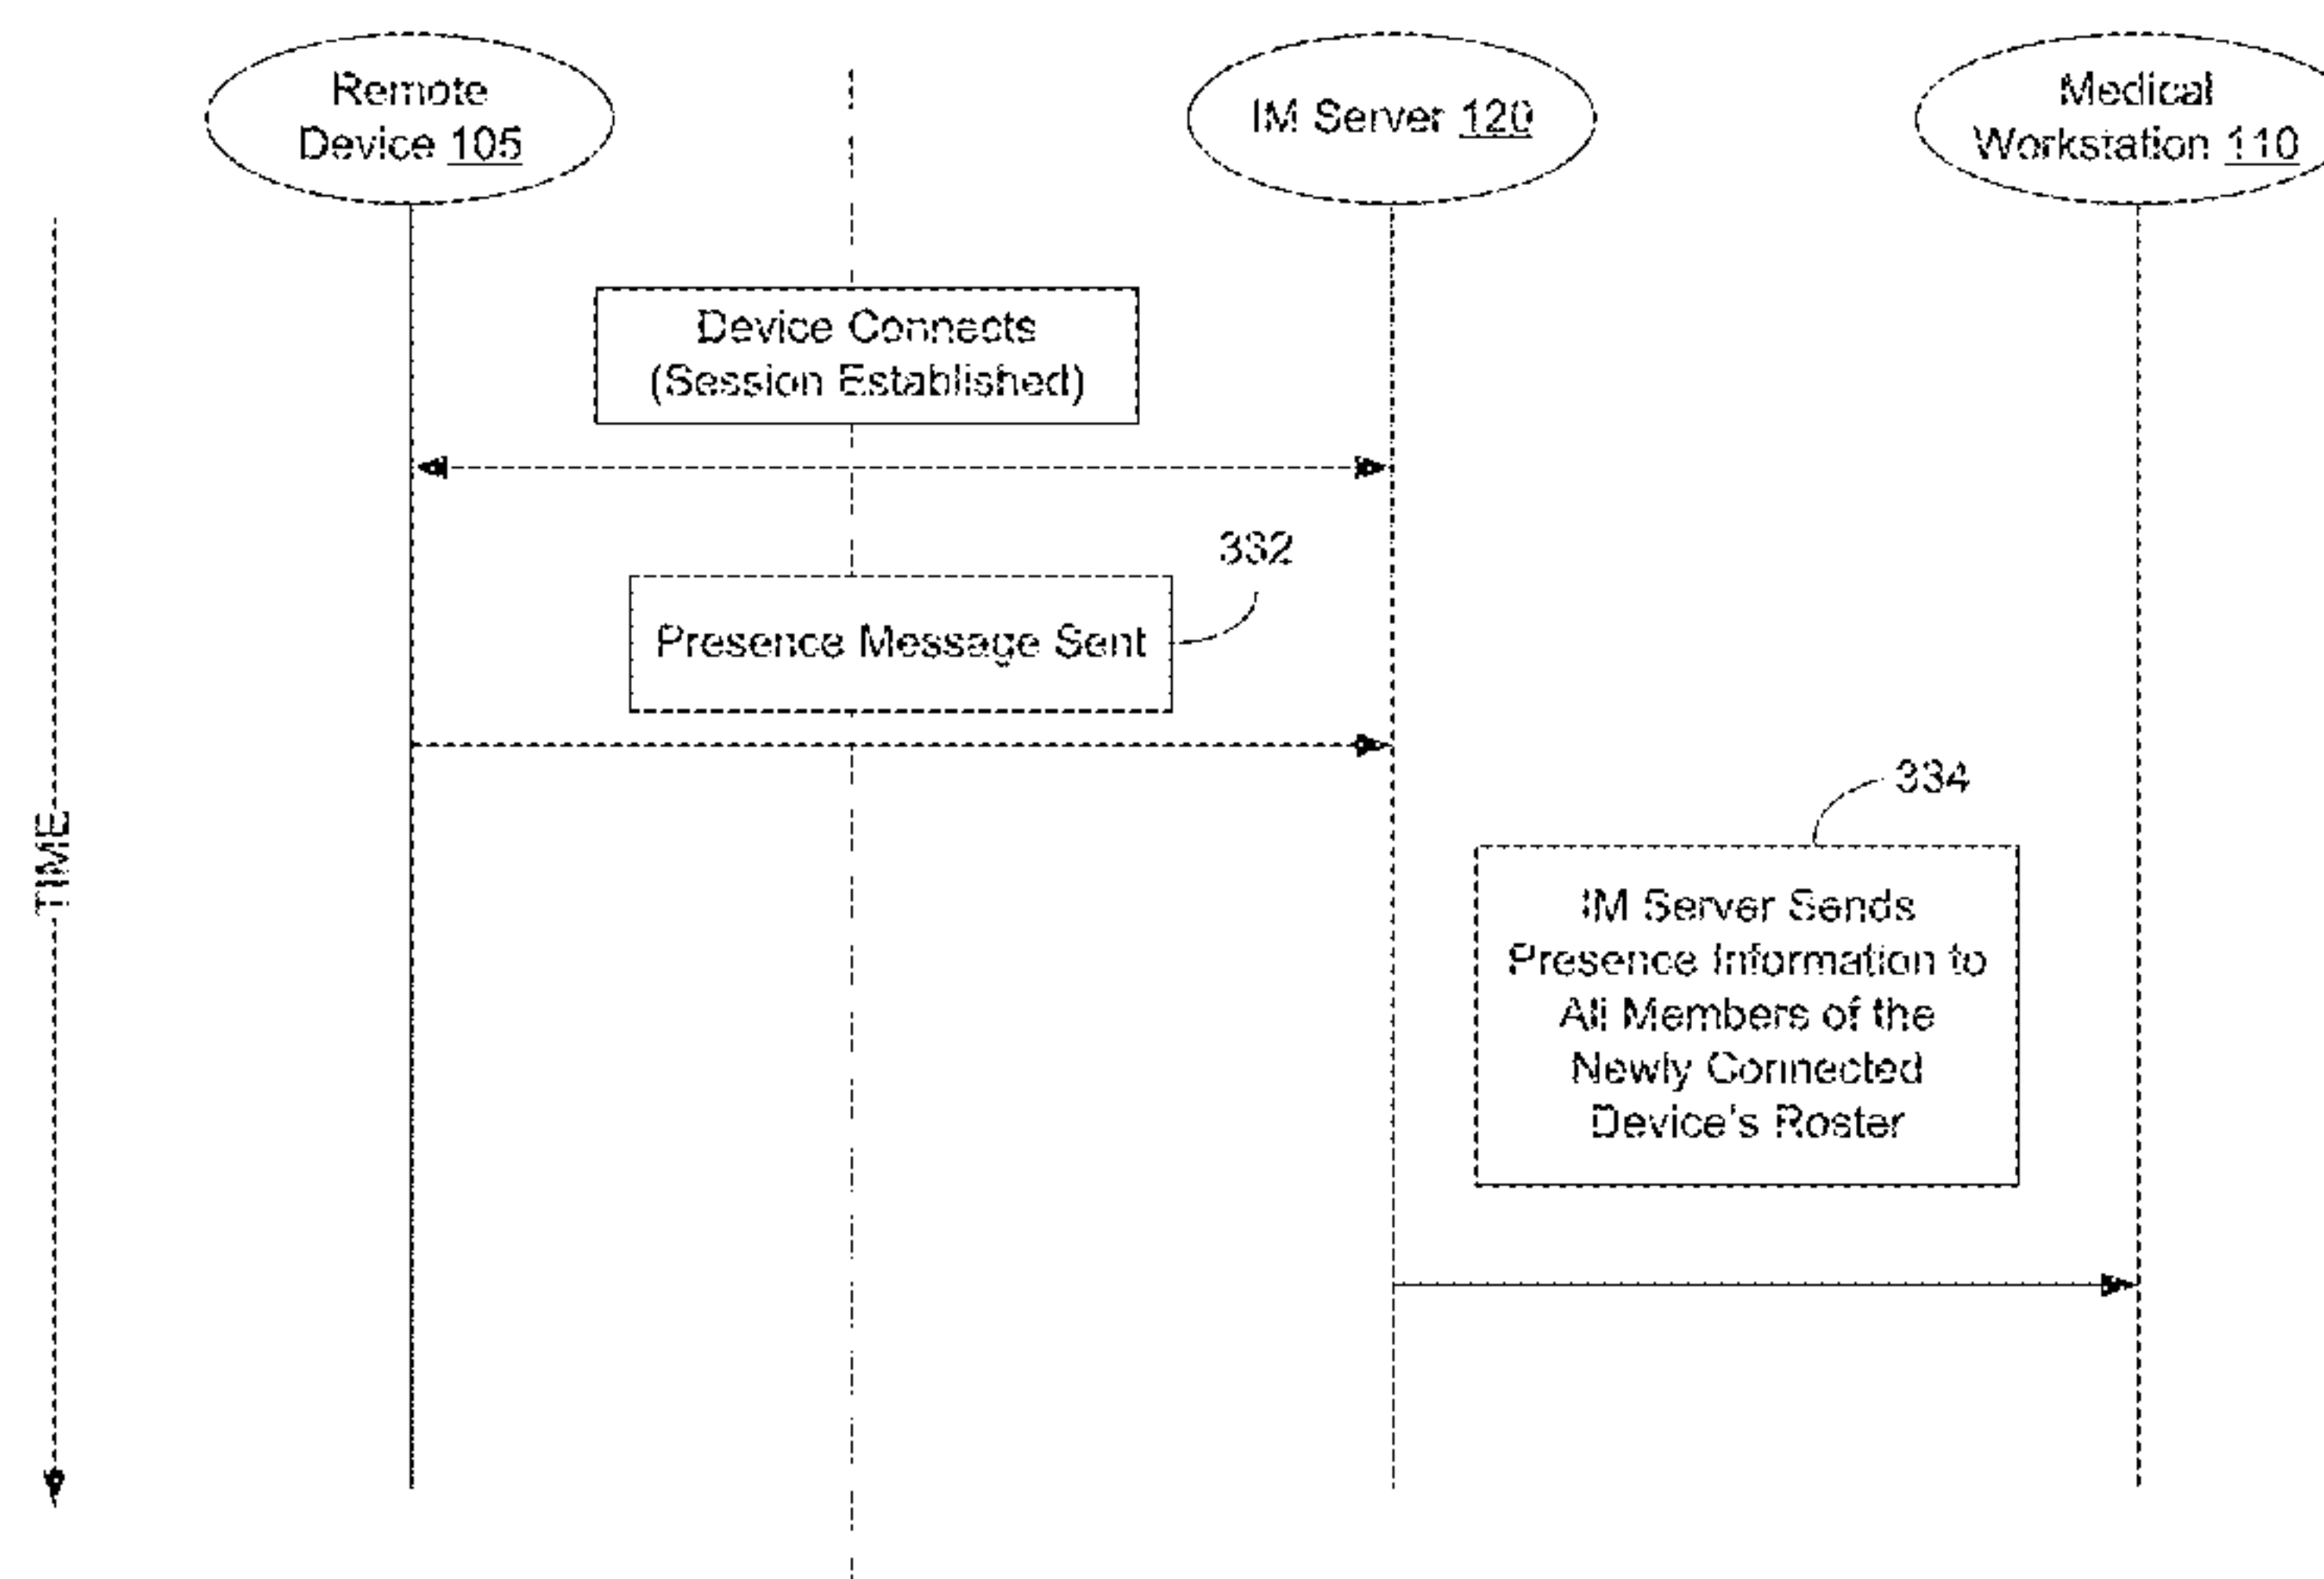 Remote
Device 105
IM Server 120
Medical
Workstation 110
Device Connects
(Session Established)
332
Presence Message Sent
334
IM Server Sends
Presence Information to
All Members of the
Newly Connected
Device's Roster
TIME